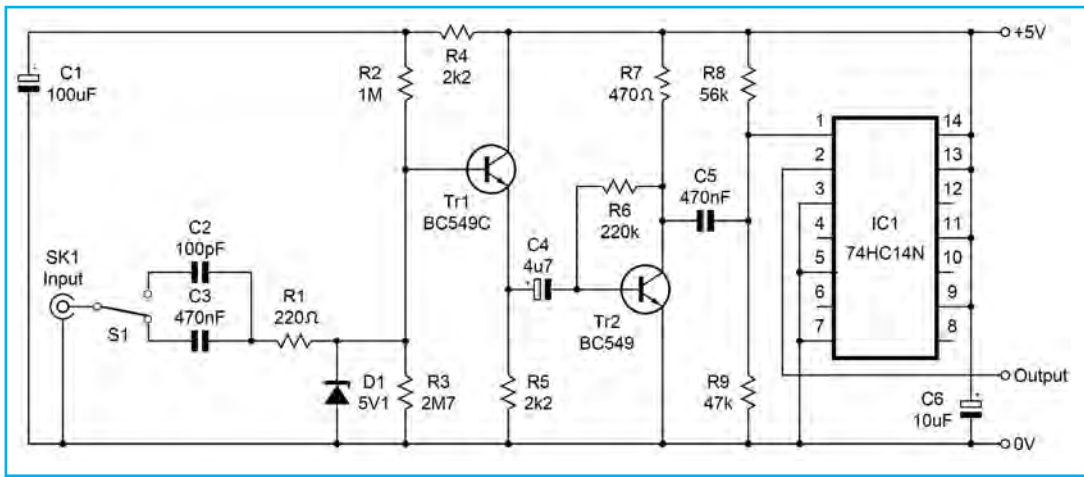 +5V
R4
2k2
C1
100uF
+
R2
1M
R7
470Ω
R8
56k
1
2
3
4
5
6
7
14
13
12
11
10
9
8
IC1
74HC14N
Tr1
BC549C
C5
470nF
R6
220k
C2
100pF
SK1
Input
C3
470nF
S1
R1
220Ω
C4
4u7
+
Tr2
BC549
D1
5V1
R3
2M7
R5
2k2
R9
47k
Output
C6
10uF
+
0V